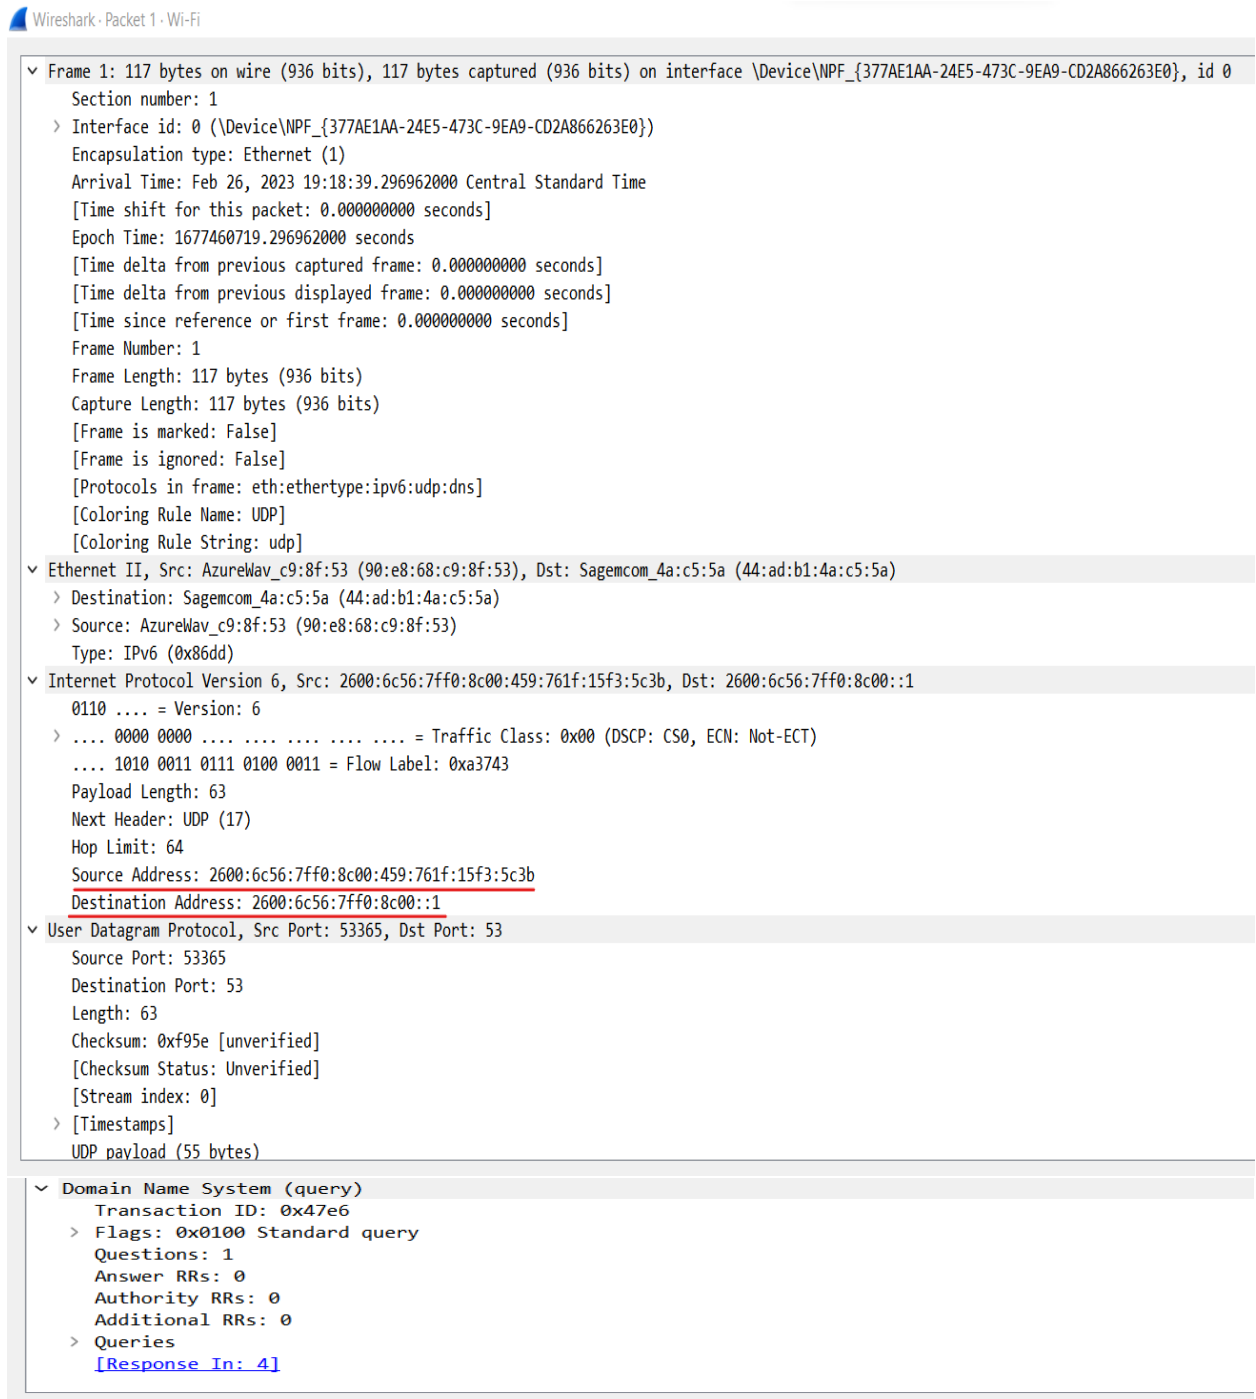 Wireshark · Packet 1 · Wi-Fi
Frame 1: 117 bytes on wire (936 bits), 117 bytes captured (936 bits) on interface \Device\NPF_{377AE1AA-24E5-473C-9EA9-CD2A866263E0}, id 0
Section number: 1
Interface id: 0 (\Device\NPF_{377AE1AA-24E5-473C-9EA9-CD2A866263E0})
Encapsulation type: Ethernet (1)
Arrival Time: Feb 26, 2023 19:18:39.296962000 Central Standard Time
[Time shift for this packet: 0.000000000 seconds]
Epoch Time: 1677460719.296962000 seconds
[Time delta from previous captured frame: 0.000000000 seconds]
[Time delta from previous displayed frame: 0.000000000 seconds]
[Time since reference or first frame: 0.000000000 seconds]
Frame Number: 1
Frame Length: 117 bytes (936 bits)
Capture Length: 117 bytes (936 bits)
[Frame is marked: False]
[Frame is ignored: False]
[Protocols in frame: eth:ethertype:ipv6:udp:dns]
[Coloring Rule Name: UDP]
[Coloring Rule String: udp]
Ethernet II, Src: AzureWav_c9:8f:53 (90:e8:68:c9:8f:53), Dst: Sagemcom_4a:c5:5a (44:ad:b1:4a:c5:5a)
Destination: Sagemcom_4a:c5:5a (44:ad:b1:4a:c5:5a)
Source: AzureWav_c9:8f:53 (90:e8:68:c9:8f:53)
Type: IPv6 (0x86dd)
Internet Protocol Version 6, Src: 2600:6c56:7ff0:8c00:459:761f:15f3:5c3b, Dst: 2600:6c56:7ff0:8c00::1
0110 .... = Version: 6
.... 0000 0000 .... .... .... .... .... = Traffic Class: 0x00 (DSCP: CS0, ECN: Not-ECT)
.... 1010 0011 0111 0100 0011 = Flow Label: 0xa3743
Payload Length: 63
Next Header: UDP (17)
Hop Limit: 64
Source Address: 2600:6c56:7ff0:8c00:459:761f:15f3:5c3b
Destination Address: 2600:6c56:7ff0:8c00::1
User Datagram Protocol, Src Port: 53365, Dst Port: 53
Source Port: 53365
Destination Port: 53
Length: 63
Checksum: 0xf95e [unverified]
[Checksum Status: Unverified]
[Stream index: 0]
[Timestamps]
UDP payload (55 bytes)
Domain Name System (query)
Transaction ID: 0x47e6
Flags: 0x0100 Standard query
Questions: 1
Answer RRs: 0
Authority RRs: 0
Additional RRs: 0
Queries
[Response In: 4]